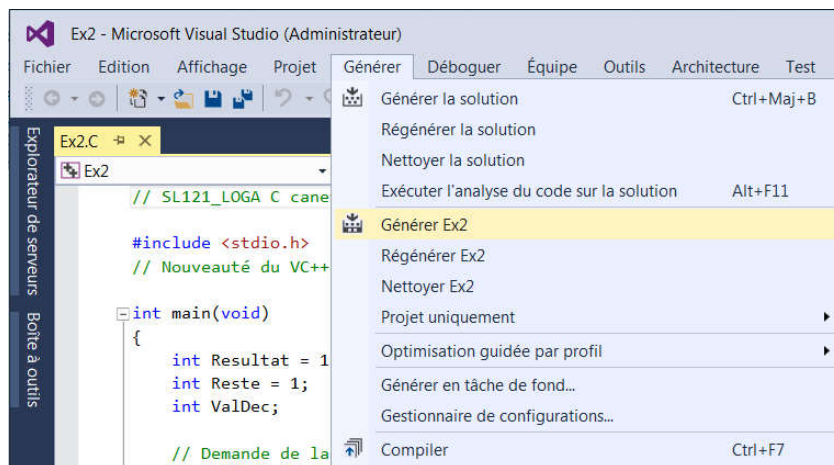 Ex2 - Microsoft Visual Studio (Administrateur)
Fichier Edition Affichage Projet Générer Déboguer Équipe Outils Architecture Test
Générer la solution Ctrl+Maj+B
Régénérer la solution
Nettoyer la solution
Exécuter l'analyse du code sur la solution Alt+F11
Générer Ex2
Régénérer Ex2
Nettoyer Ex2
Projet uniquement
Optimisation guidée par profil
Générer en tâche de fond...
Gestionnaire de configurations...
Compiler Ctrl+F7
Explorateur de serveurs
Boîte à outils
Ex2.C
Ex2
// SL121_LOGA C cane
#include <stdio.h>
// Nouveauté du VC++
int main(void)
{
int Resultat = 1
int Reste = 1;
int ValDec;
// Demande de la